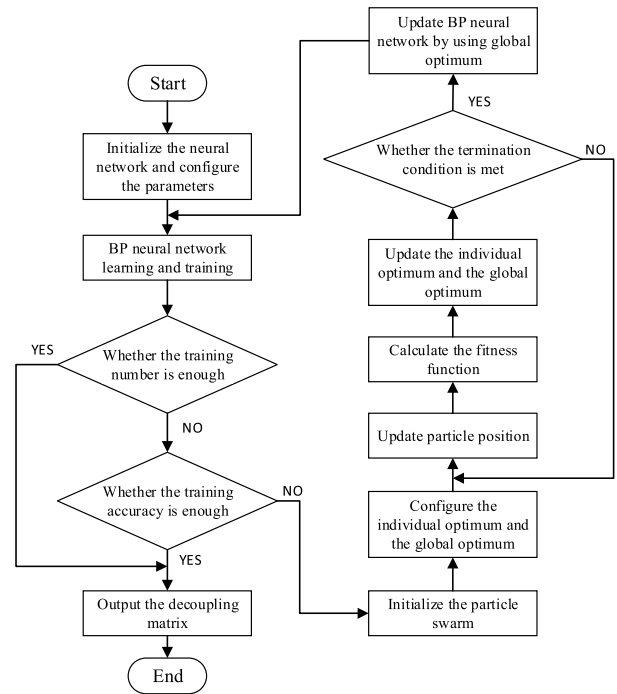 Start
Initialize the neural
network and configure
the parameters
BP neural network
learning and training
Whether the training
number is enough
YES
NO
Whether the training
accuracy is enough
NO
YES
Output the decoupling
matrix
End
Update BP neural
network by using global
optimum
YES
Whether the termination
condition is met
NO
Update the individual
optimum and the global
optimum
Calculate the fitness
function
Update particle position
Configure the
individual optimum and
the global optimum
Initialize the particle
swarm